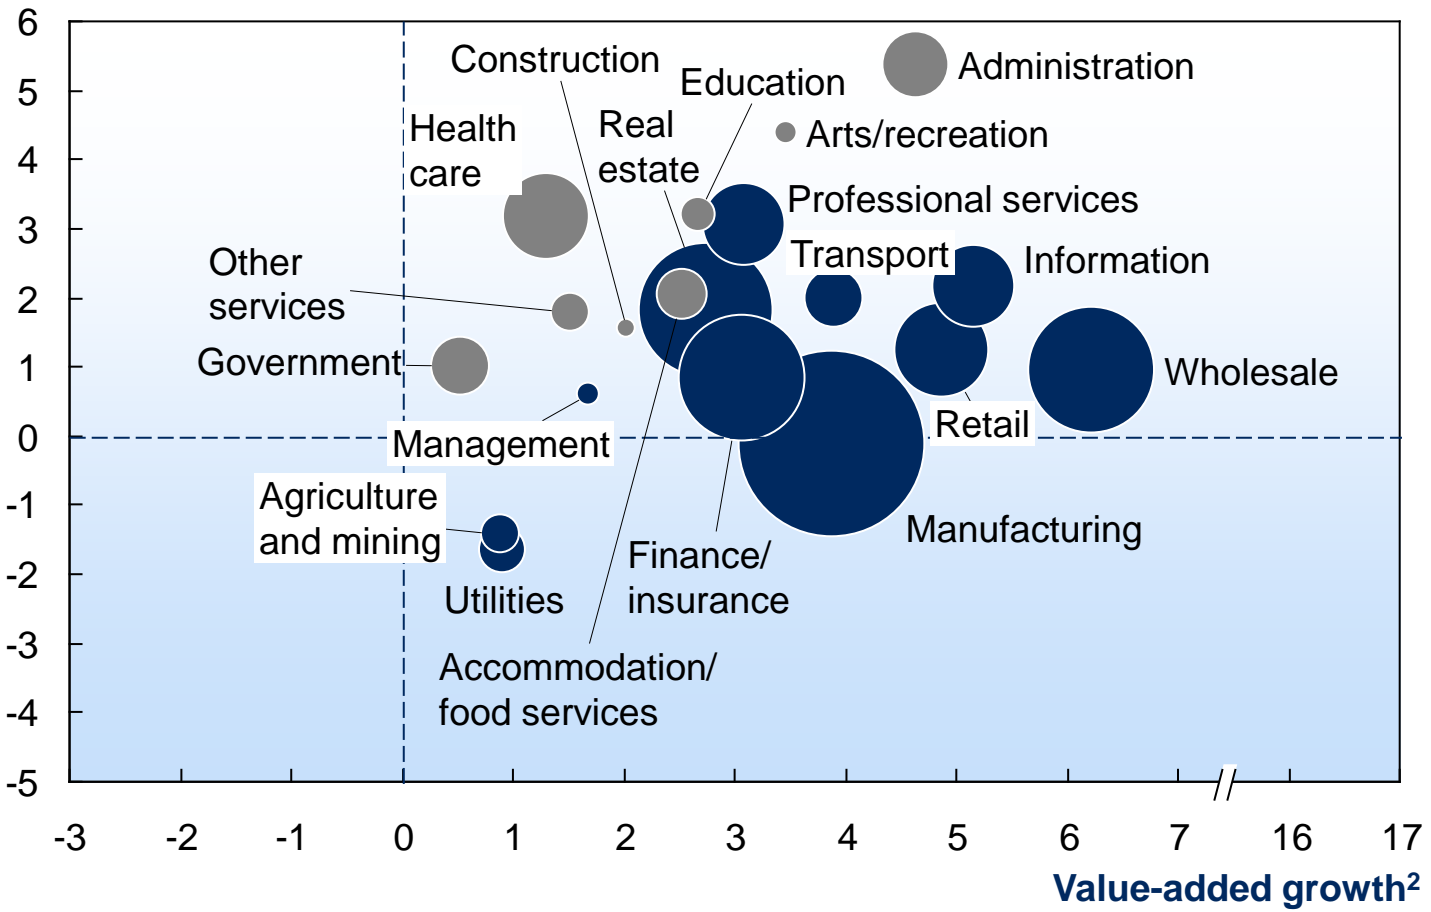 6
5
4
3
2
1
0
-1
-2
-3
-4
-5
Construction
Education
Administration
Health
care
Real
estate
Arts/recreation
Professional services
Transport
Information
Other
services
Government
Wholesale
Management
Retail
Agriculture
and mining
Manufacturing
Finance/
insurance
Utilities
Accommodation/
food services
-3 -2 -1 0 1 2 3 4 5 6 7 16 17
Value-added growth²